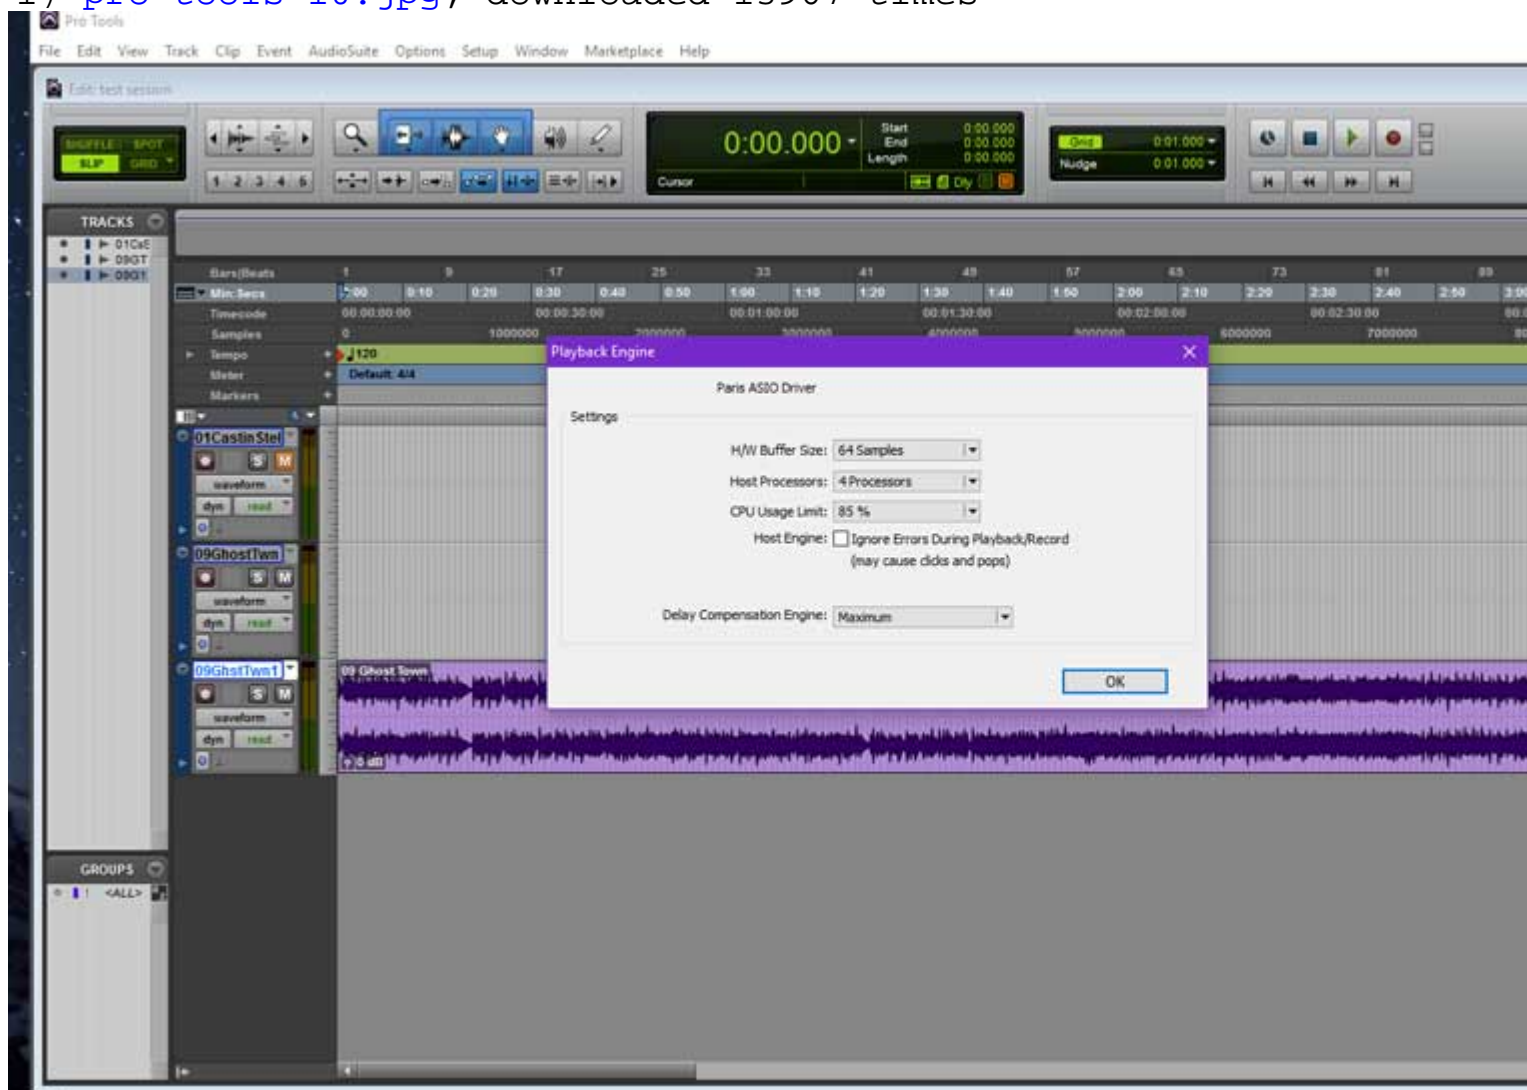 1) pro tools 10.jpg, downloaded 15907 times
Pro Tools
File Edit View Track Clip Event AudioSuite Options Setup Window Marketplace Help
Edit: test session
SHUFFLE SPOT
SLIP GRID
1 2 3 4 5
0:00.000
Start 0:00.000
End 0:00.000
Length 0:00.000
Cursor
Dly
Grid 0:01.000
Nudge 0:01.000
TRACKS
01CsS
09GT
09GT
Bars|Beats 1 9 17 25 33 41 49 57 65 73 81 89
Min:Secs 0:00 0:10 0:20 0:30 0:40 0:50 1:00 1:10 1:20 1:30 1:40 1:50 2:00 2:10 2:20 2:30 2:40 2:50 3:00
Timecode 00:00:00:00 00:00:30:00 00:01:00:00 00:01:30:00 00:02:00:00 00:02:30:00
Samples 0 1000000 2000000 3000000 4000000 5000000 6000000 7000000
Tempo 120
Meter Default: 4/4
Markers
Playback Engine
Paris ASIO Driver
Settings
H/W Buffer Size: 64 Samples
Host Processors: 4 Processors
CPU Usage Limit: 85 %
Host Engine: Ignore Errors During Playback/Record
(may cause clicks and pops)
Delay Compensation Engine: Maximum
OK
01CastinStel
S M
waveform
dyn read
09GhostTwn
S M
waveform
dyn read
09GhstTwn1
S M
waveform
dyn read
09 Ghost Town
0 dB
GROUPS
! <ALL>